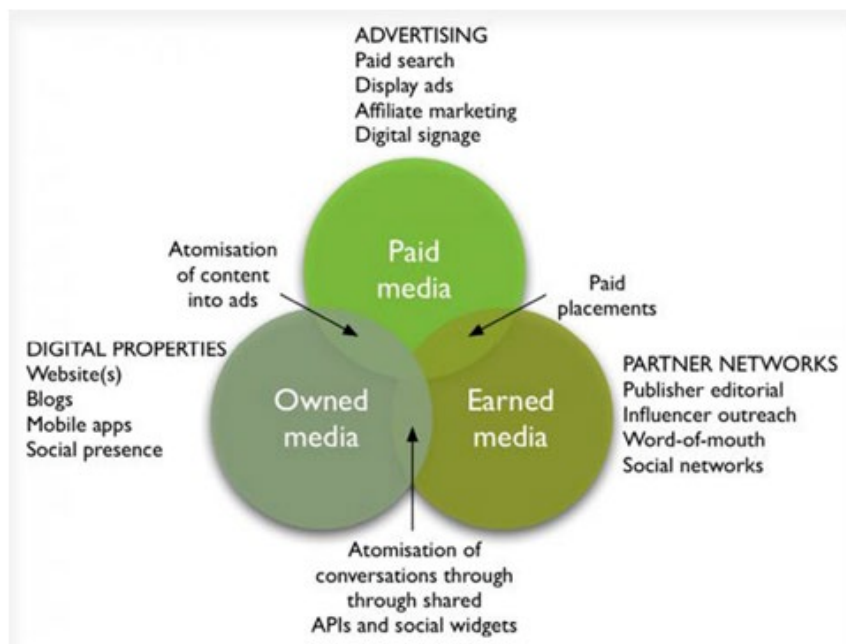 ADVERTISING
Paid search
Display ads
Affiliate marketing
Digital signage
Paid
media
Atomisation
of content
into ads
Paid
placements
DIGITAL PROPERTIES
Website(s)
Blogs
Mobile apps
Social presence
Owned
media
Earned
media
PARTNER NETWORKS
Publisher editorial
Influencer outreach
Word-of-mouth
Social networks
Atomisation of
conversations through
through shared
APIs and social widgets